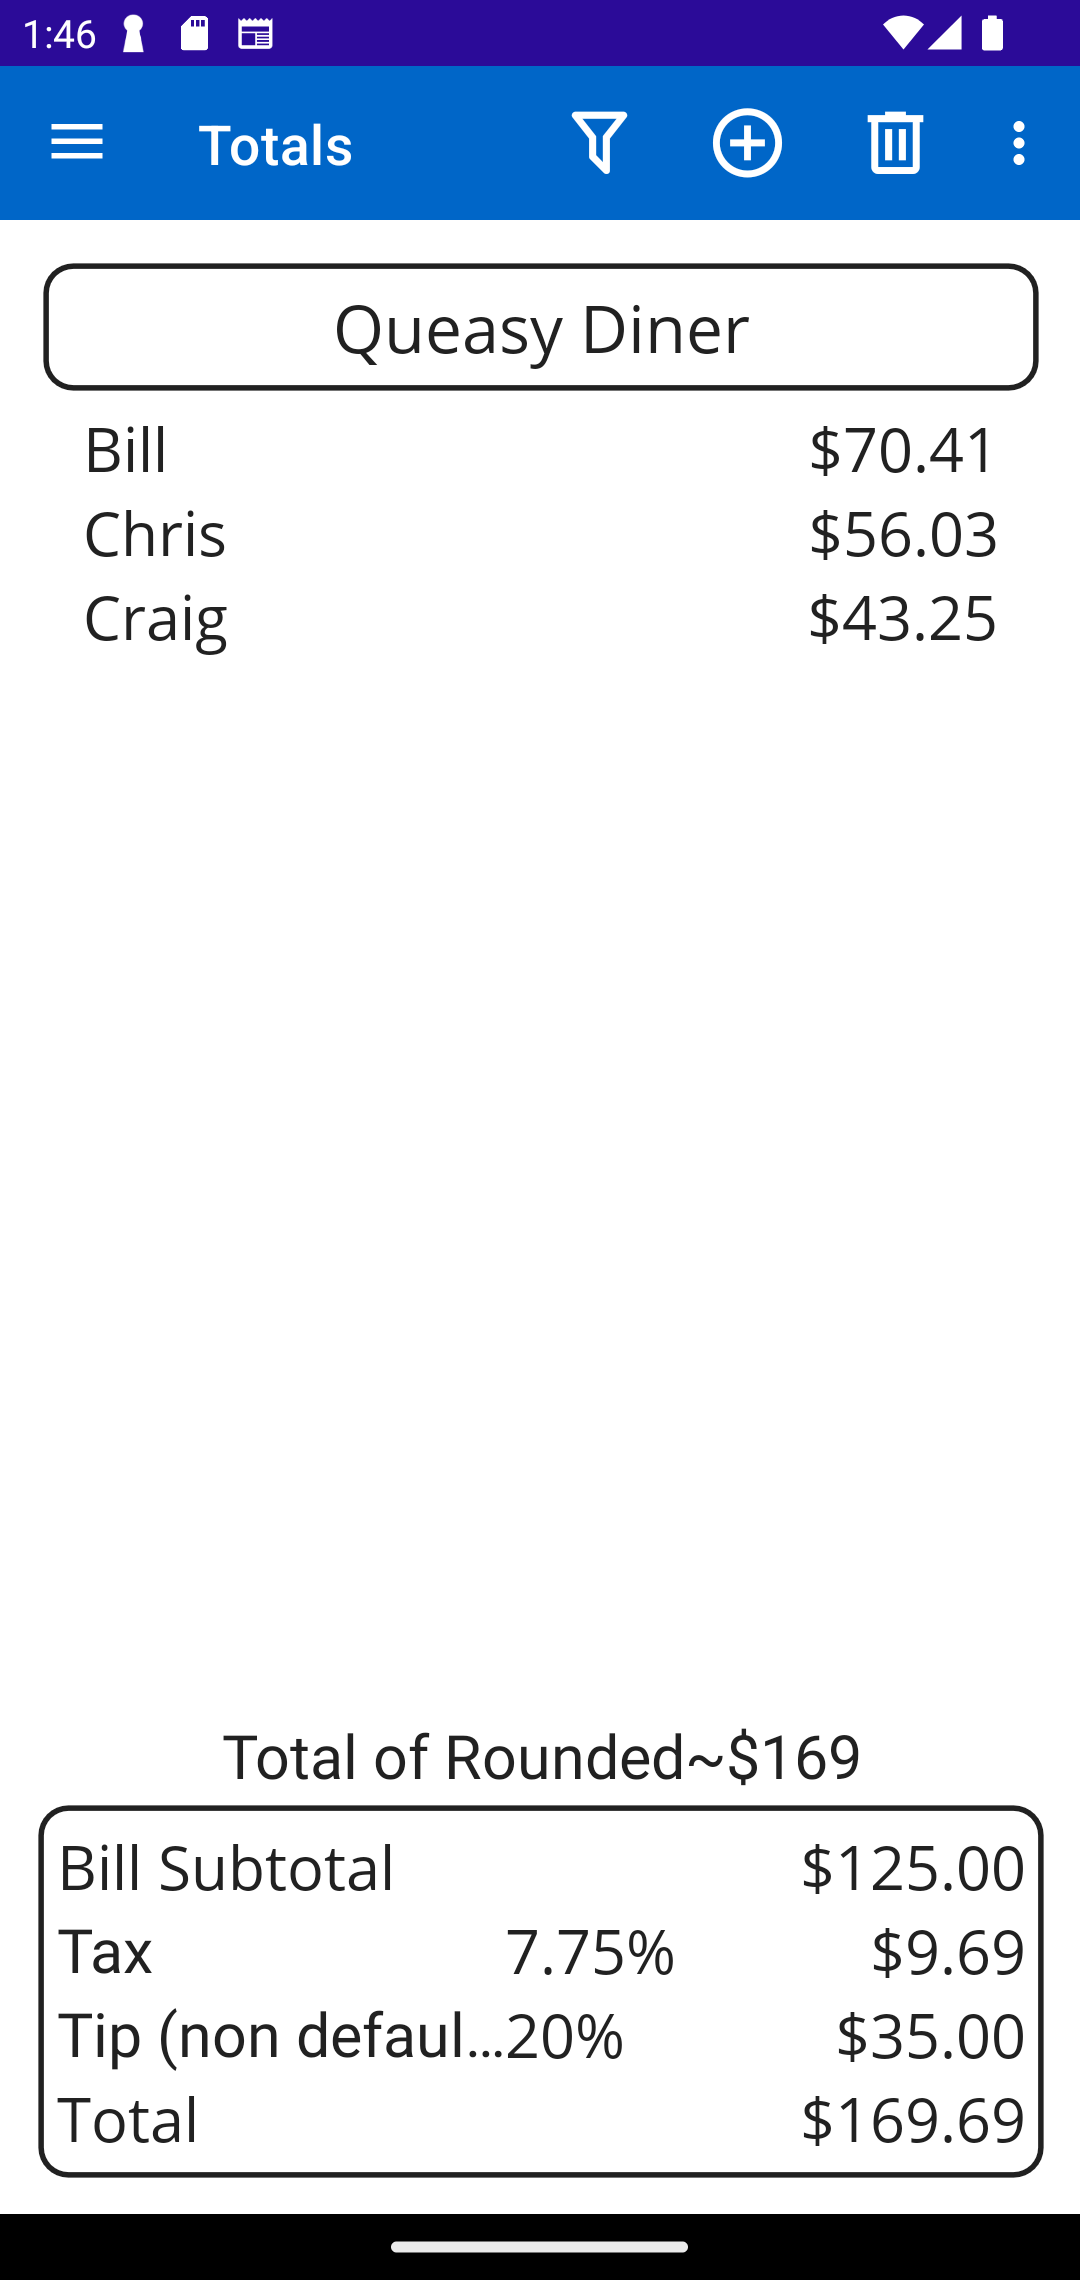 1:46
Totals
Queasy Diner
Bill $70.41
Chris $56.03
Craig $43.25
Total of Rounded~$169
Bill Subtotal $125.00
Tax 7.75% $9.69
Tip (non defaul...20% $35.00
Total $169.69